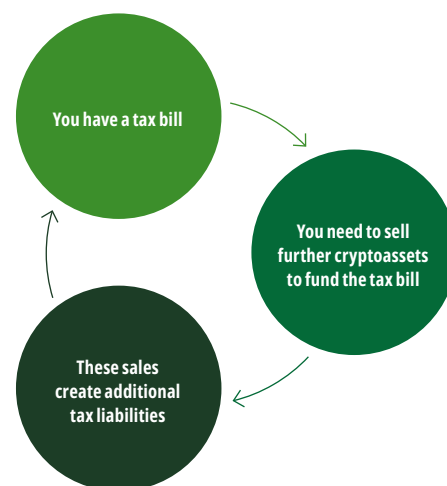 You have a tax bill
You need to sell
further cryptoassets
to fund the tax bill
These sales
create additional
tax liabilities